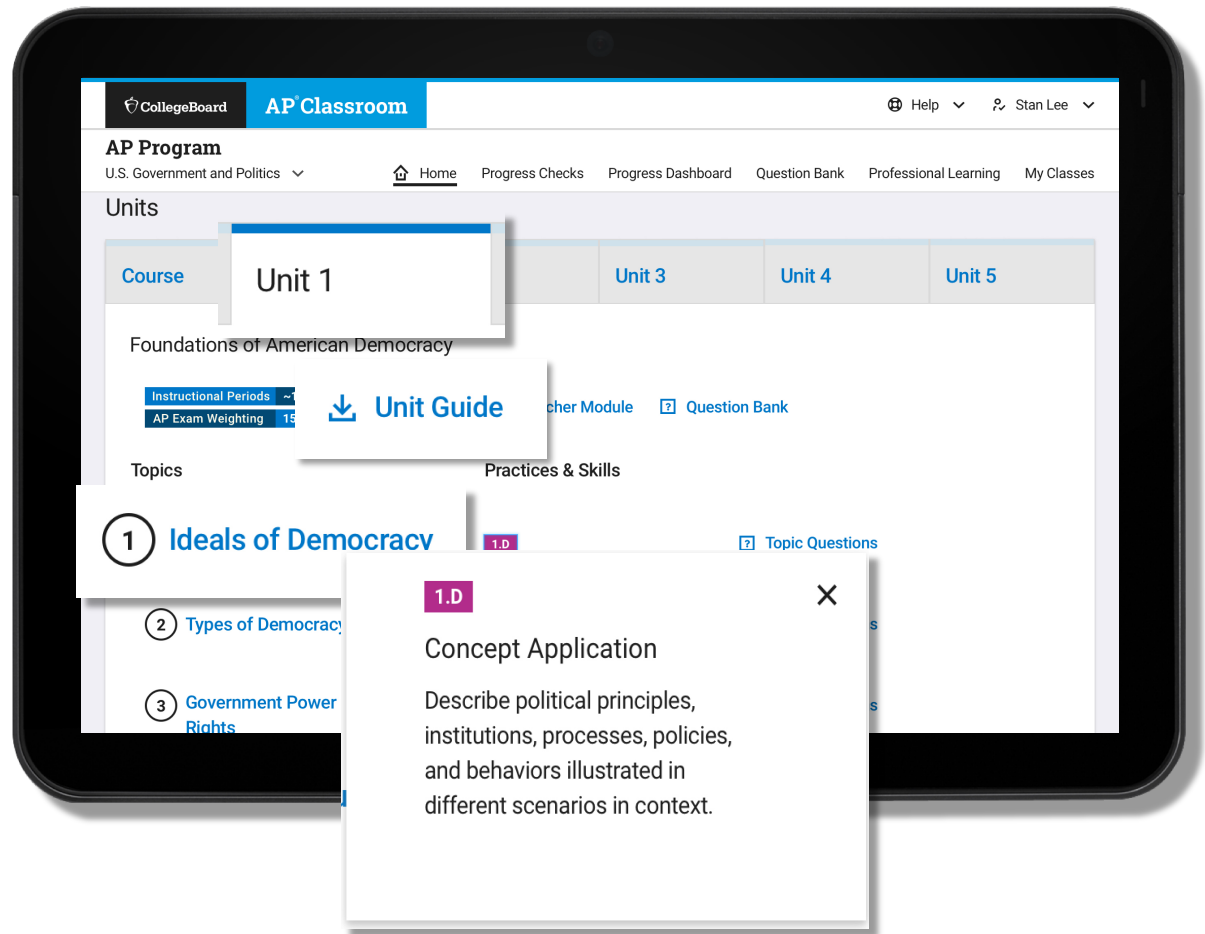 CollegeBoard
AP® Classroom
Help
Stan Lee
AP Program
U.S. Government and Politics
Home
Progress Checks
Progress Dashboard
Question Bank
Professional Learning
My Classes
Units
Course
Unit 1
Unit 3
Unit 4
Unit 5
Foundations of American Democracy
Instructional Periods
AP Exam Weighting
Unit Guide
Module
Question Bank
Topics
Practices & Skills
1 Ideals of Democracy
1.D
Topic Questions
2 Types of Democracy
3 Government Power
Rights
1.D
Concept Application
Describe political principles,
institutions, processes, policies,
and behaviors illustrated in
different scenarios in context.